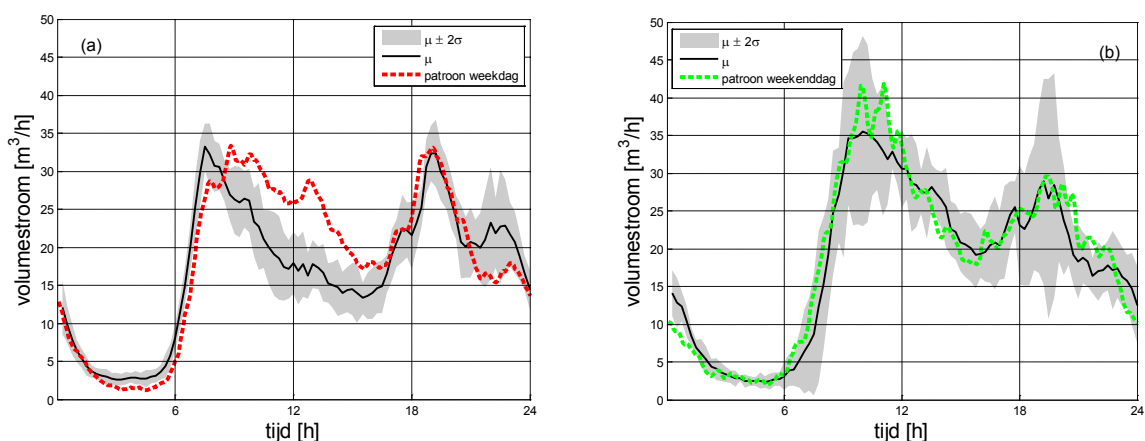 (a)
μ ± 2σ
μ
patroon weekdag
volumestroom [m³/h]
50
45
40
35
30
25
20
15
10
5
0
6
12
18
24
tijd [h]
(b)
μ ± 2σ
μ
patroon weekenddag
volumestroom [m³/h]
50
45
40
35
30
25
20
15
10
5
0
6
12
18
24
tijd [h]